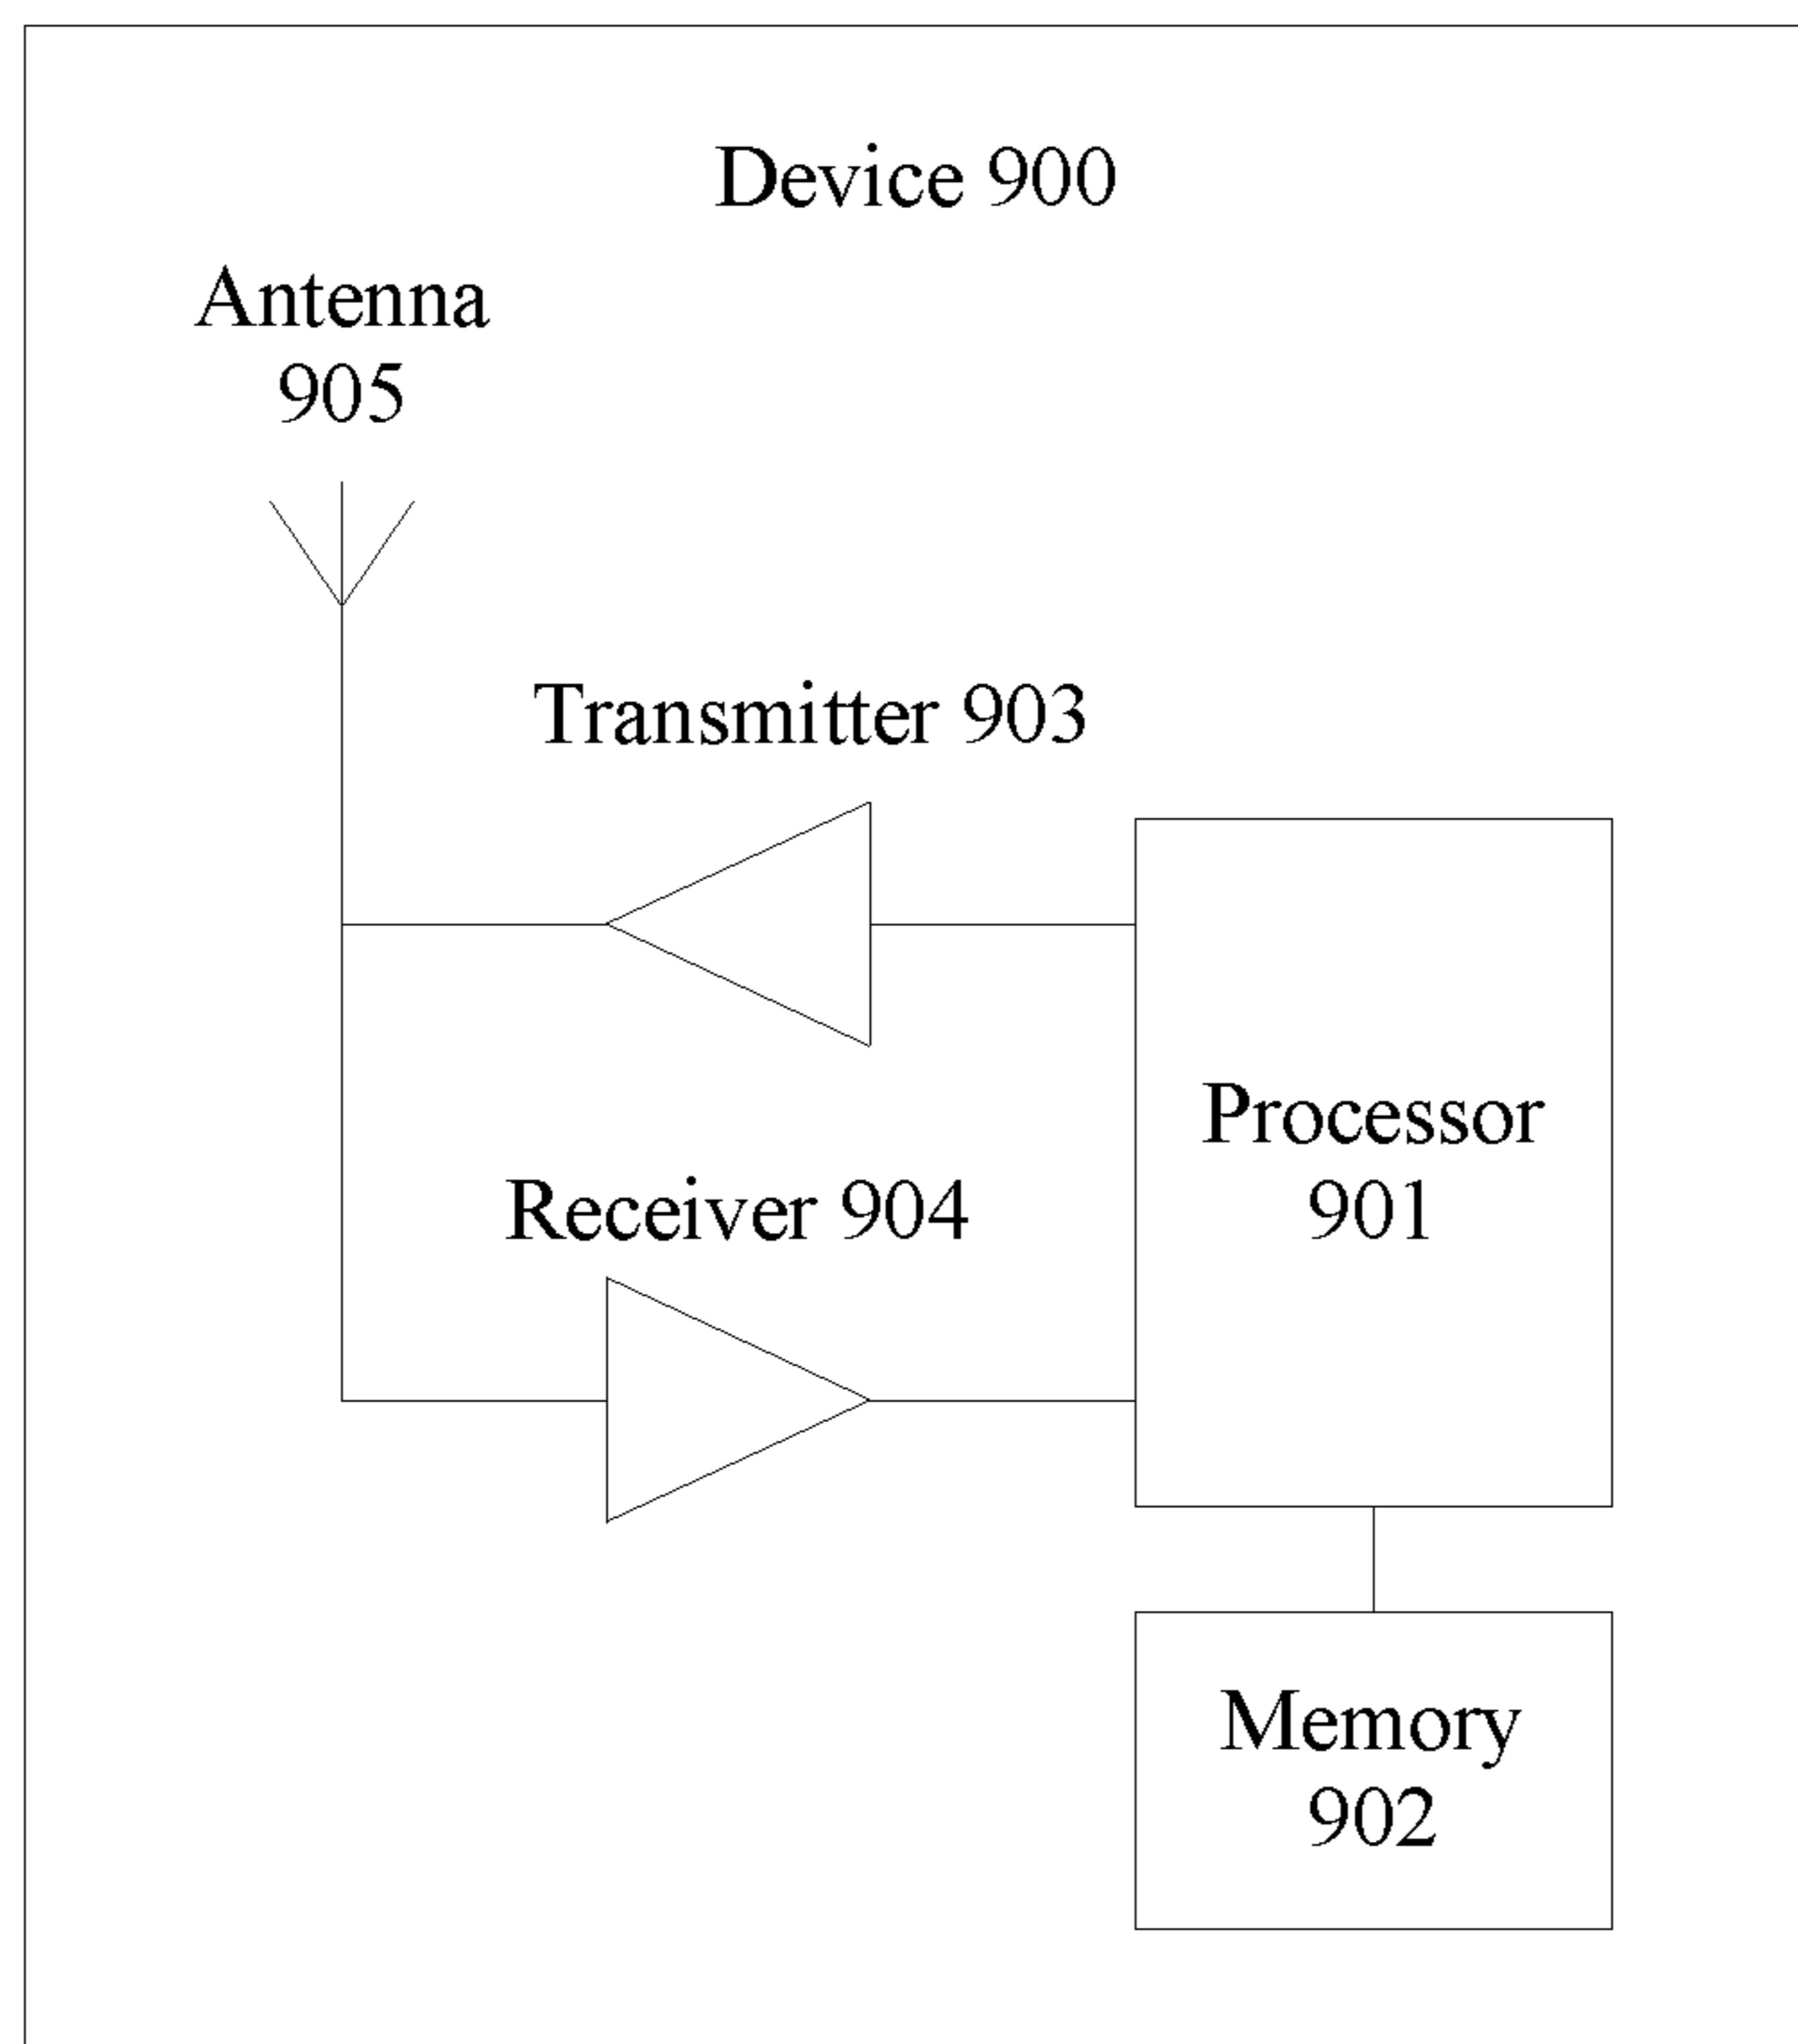 Device 900
Antenna
905
Transmitter 903
Processor
901
Receiver 904
Memory
902